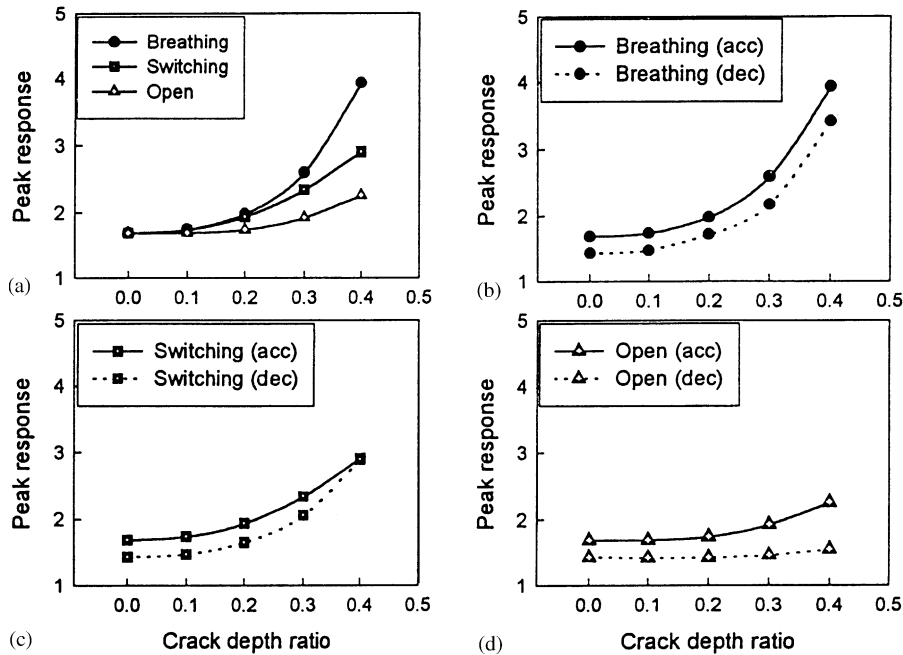 5
4
3
2
1
Peak response
Breathing
Switching
Open
(a)
0.0 0.1 0.2 0.3 0.4 0.5
5
4
3
2
1
Peak response
Breathing (acc)
Breathing (dec)
(b)
0.0 0.1 0.2 0.3 0.4 0.5
5
4
3
2
1
Peak response
Switching (acc)
Switching (dec)
(c)
0.0 0.1 0.2 0.3 0.4 0.5
Crack depth ratio
5
4
3
2
1
Peak response
Open (acc)
Open (dec)
(d)
0.0 0.1 0.2 0.3 0.4 0.5
Crack depth ratio